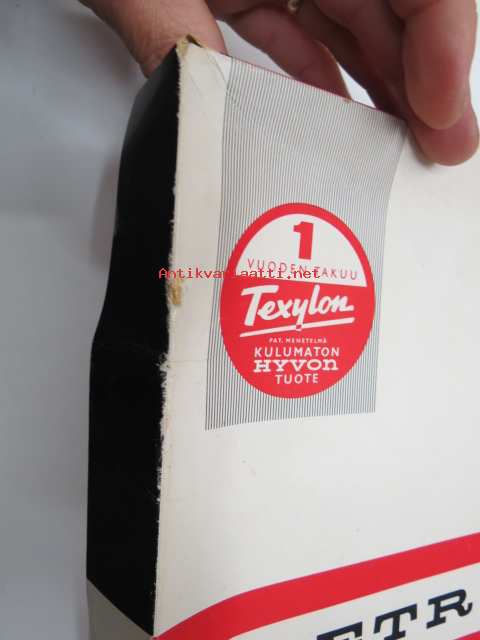 1
VUODEN TAKUU
Antikvariaatti.net
Texylon
PAT. MENETELMÄ
KULUMATON
HYVON
TUOTE
ETR